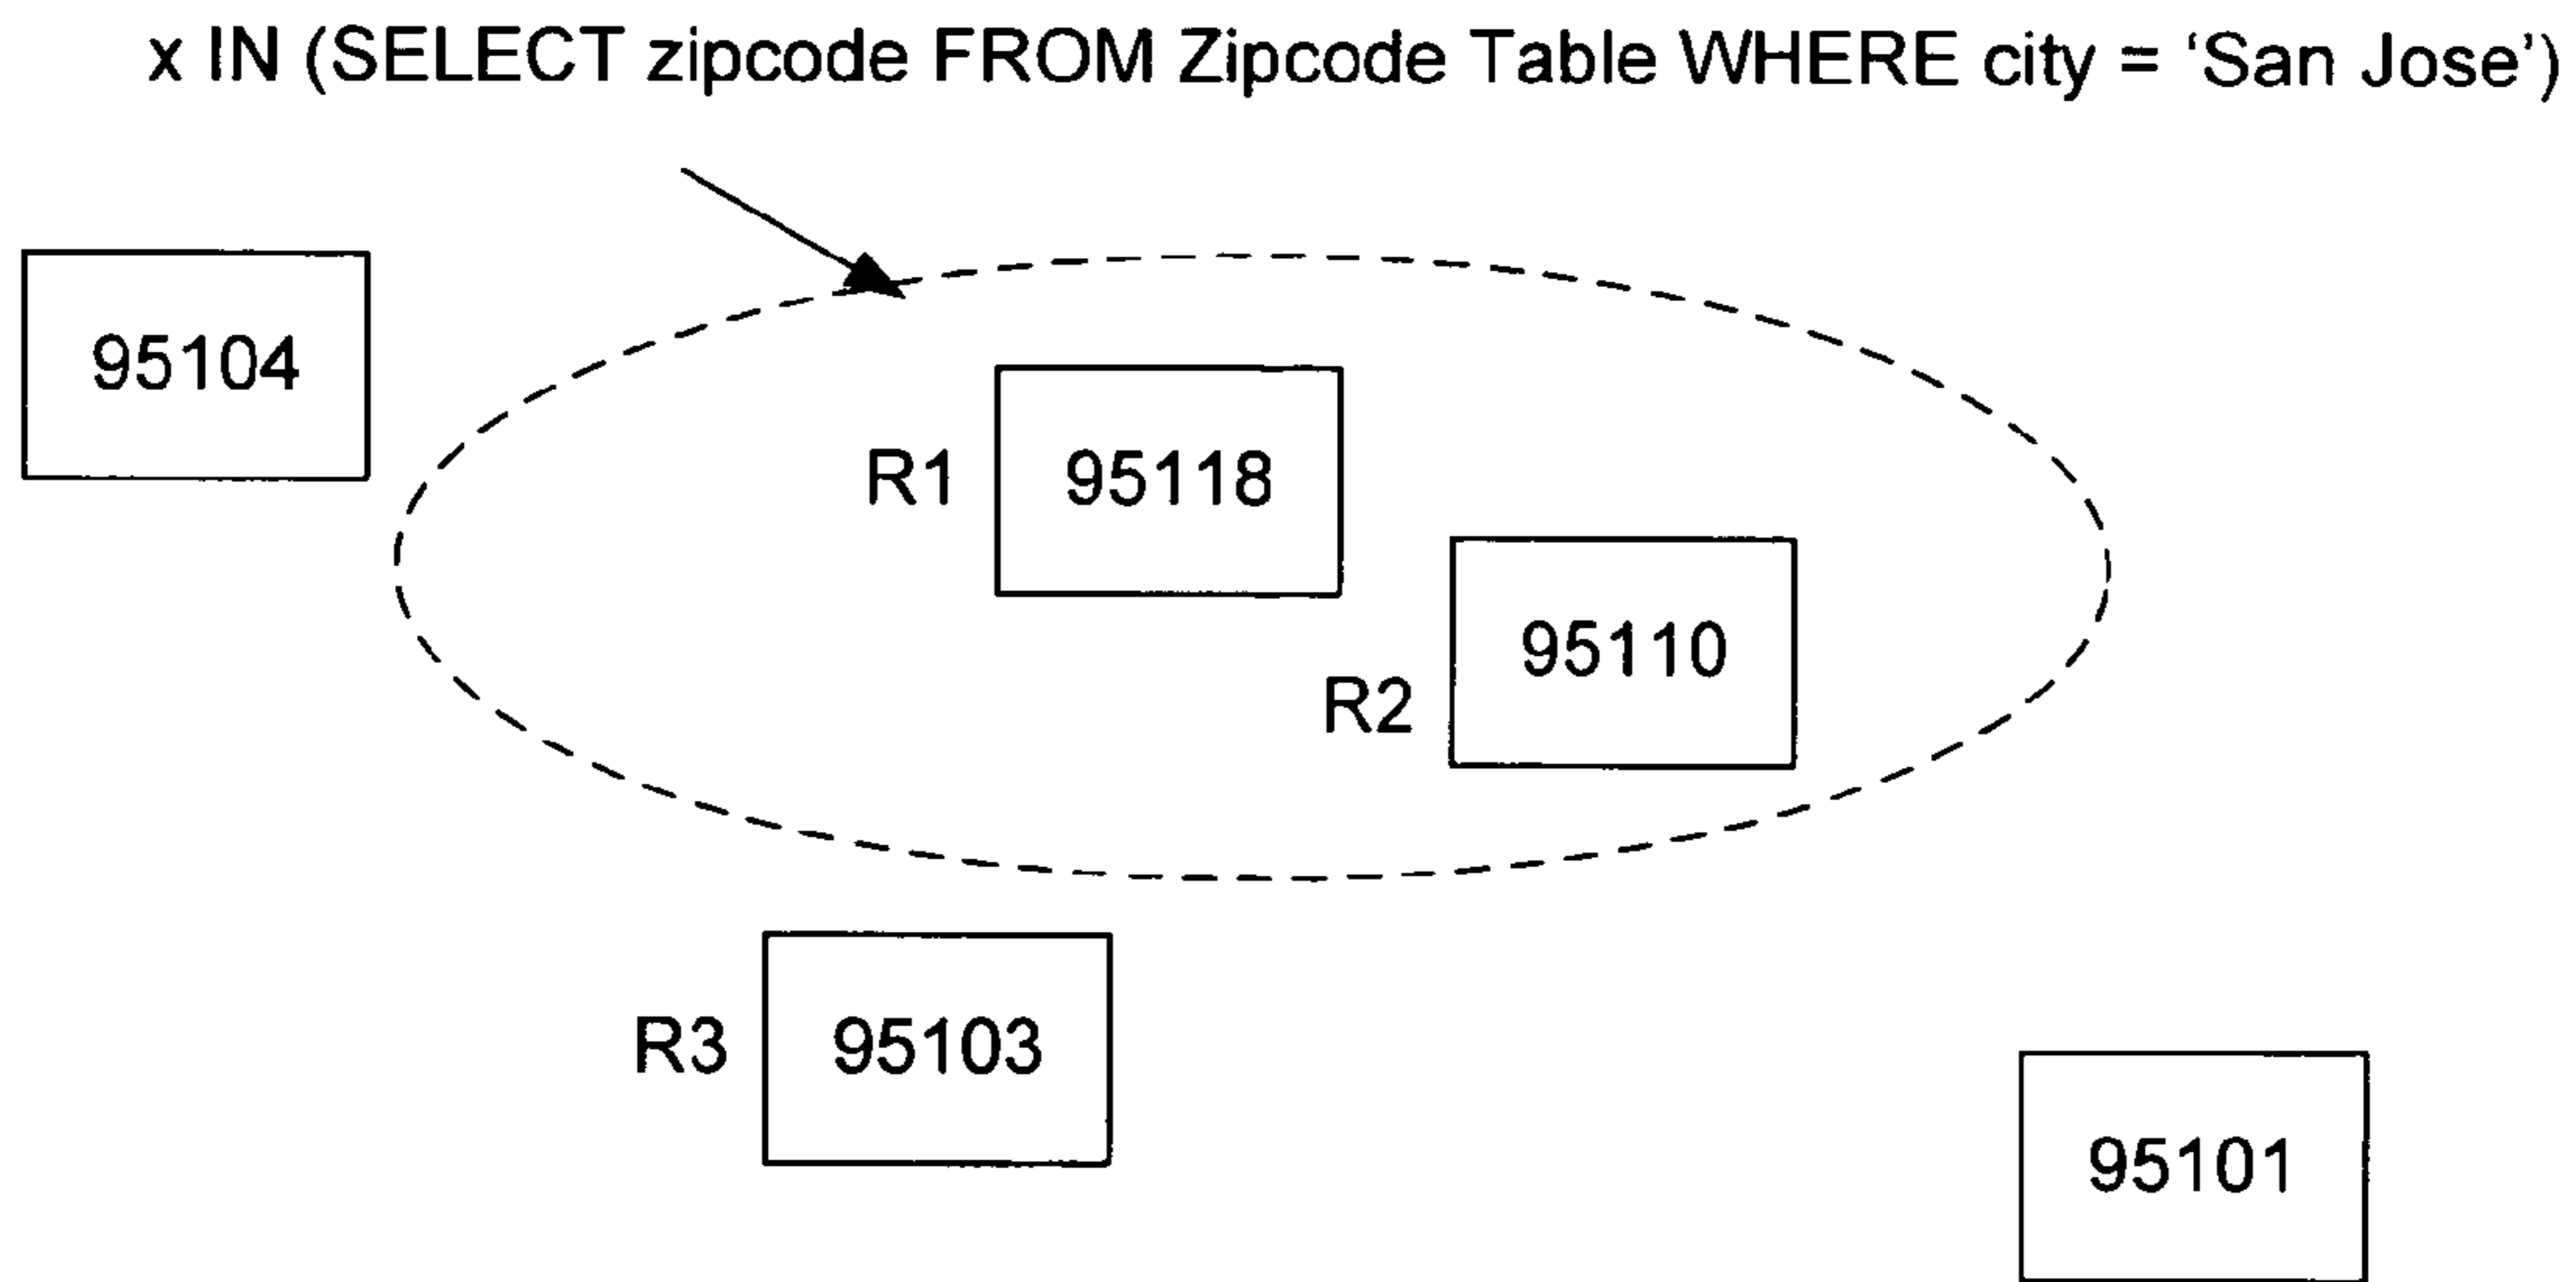 x IN (SELECT zipcode FROM Zipcode Table WHERE city = ‘San Jose’)
95104
R1 95118
95110
R2
R3 95103
95101